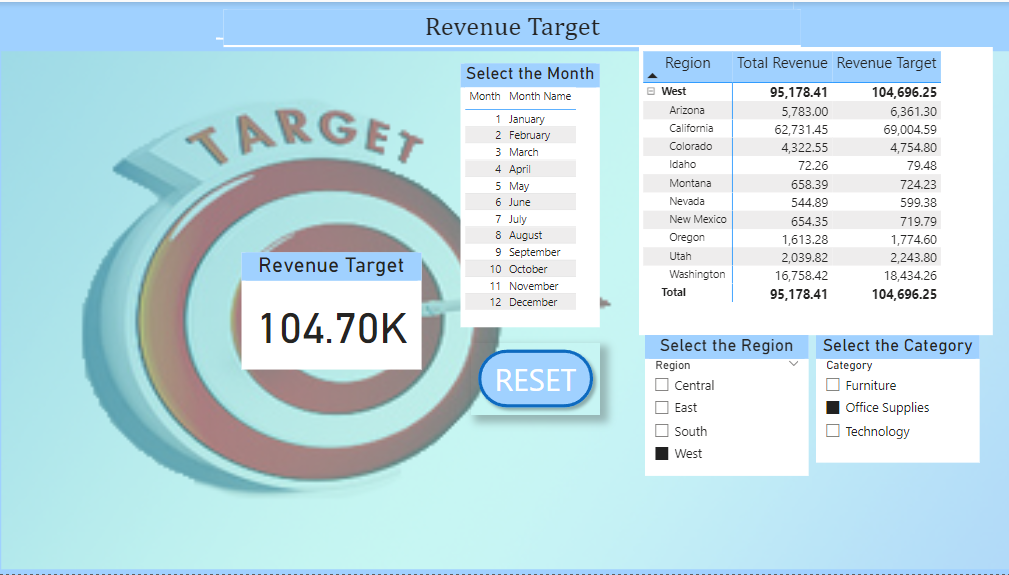 Revenue Target
TARGET
Revenue Target
104.70K
Select the Month
Month Month Name
1 January
2 February
3 March
4 April
5 May
6 June
7 July
8 August
9 September
10 October
11 November
12 December
RESET
Region Total Revenue Revenue Target
West 95,178.41 104,696.25
Arizona 5,783.00 6,361.30
California 62,731.45 69,004.59
Colorado 4,322.55 4,754.80
Idaho 72.26 79.48
Montana 658.39 724.23
Nevada 544.89 599.38
New Mexico 654.35 719.79
Oregon 1,613.28 1,774.60
Utah 2,039.82 2,243.80
Washington 16,758.42 18,434.26
Total 95,178.41 104,696.25
Select the Region
Region
Central
East
South
West
Select the Category
Category
Furniture
Office Supplies
Technology